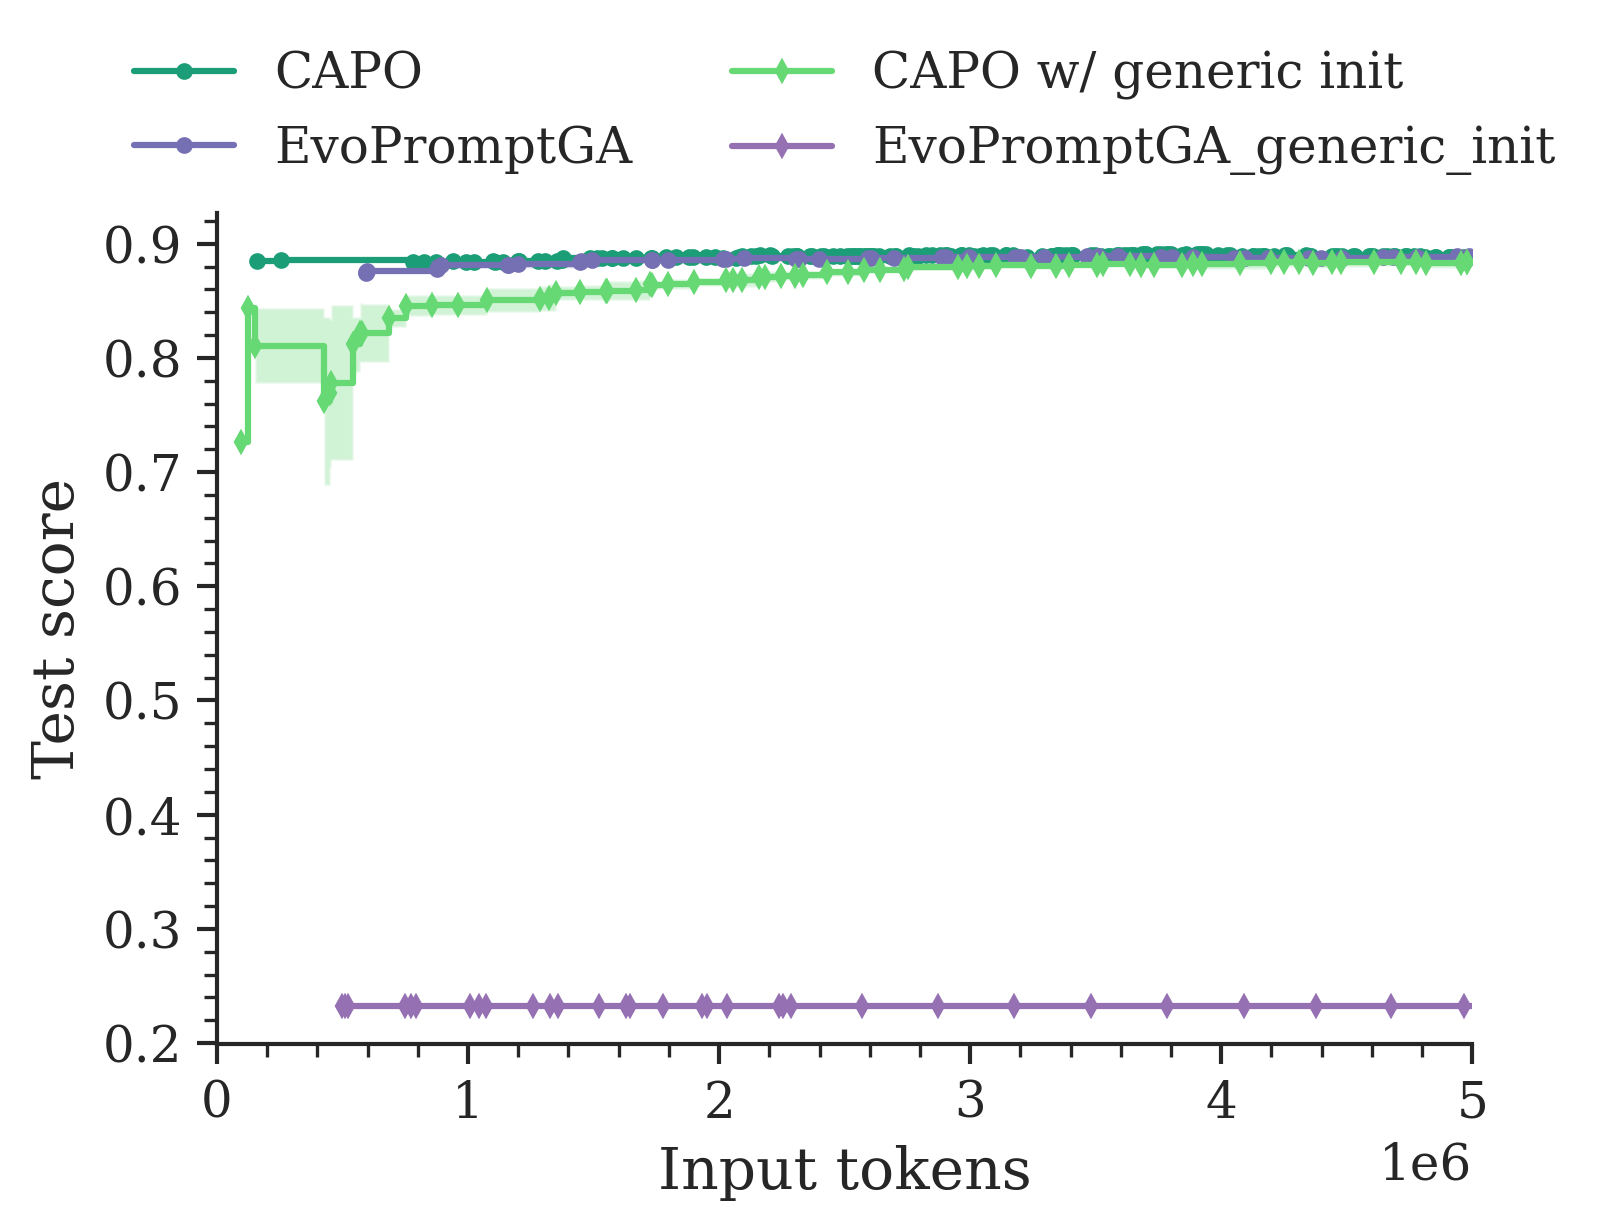 CAPO
CAPO w/ generic init
EvoPromptGA
EvoPromptGA_generic_init
0.9
0.8
0.7
0.6
0.5
0.4
0.3
0.2
Test score
0 1 2 3 4 5
Input tokens
1e6